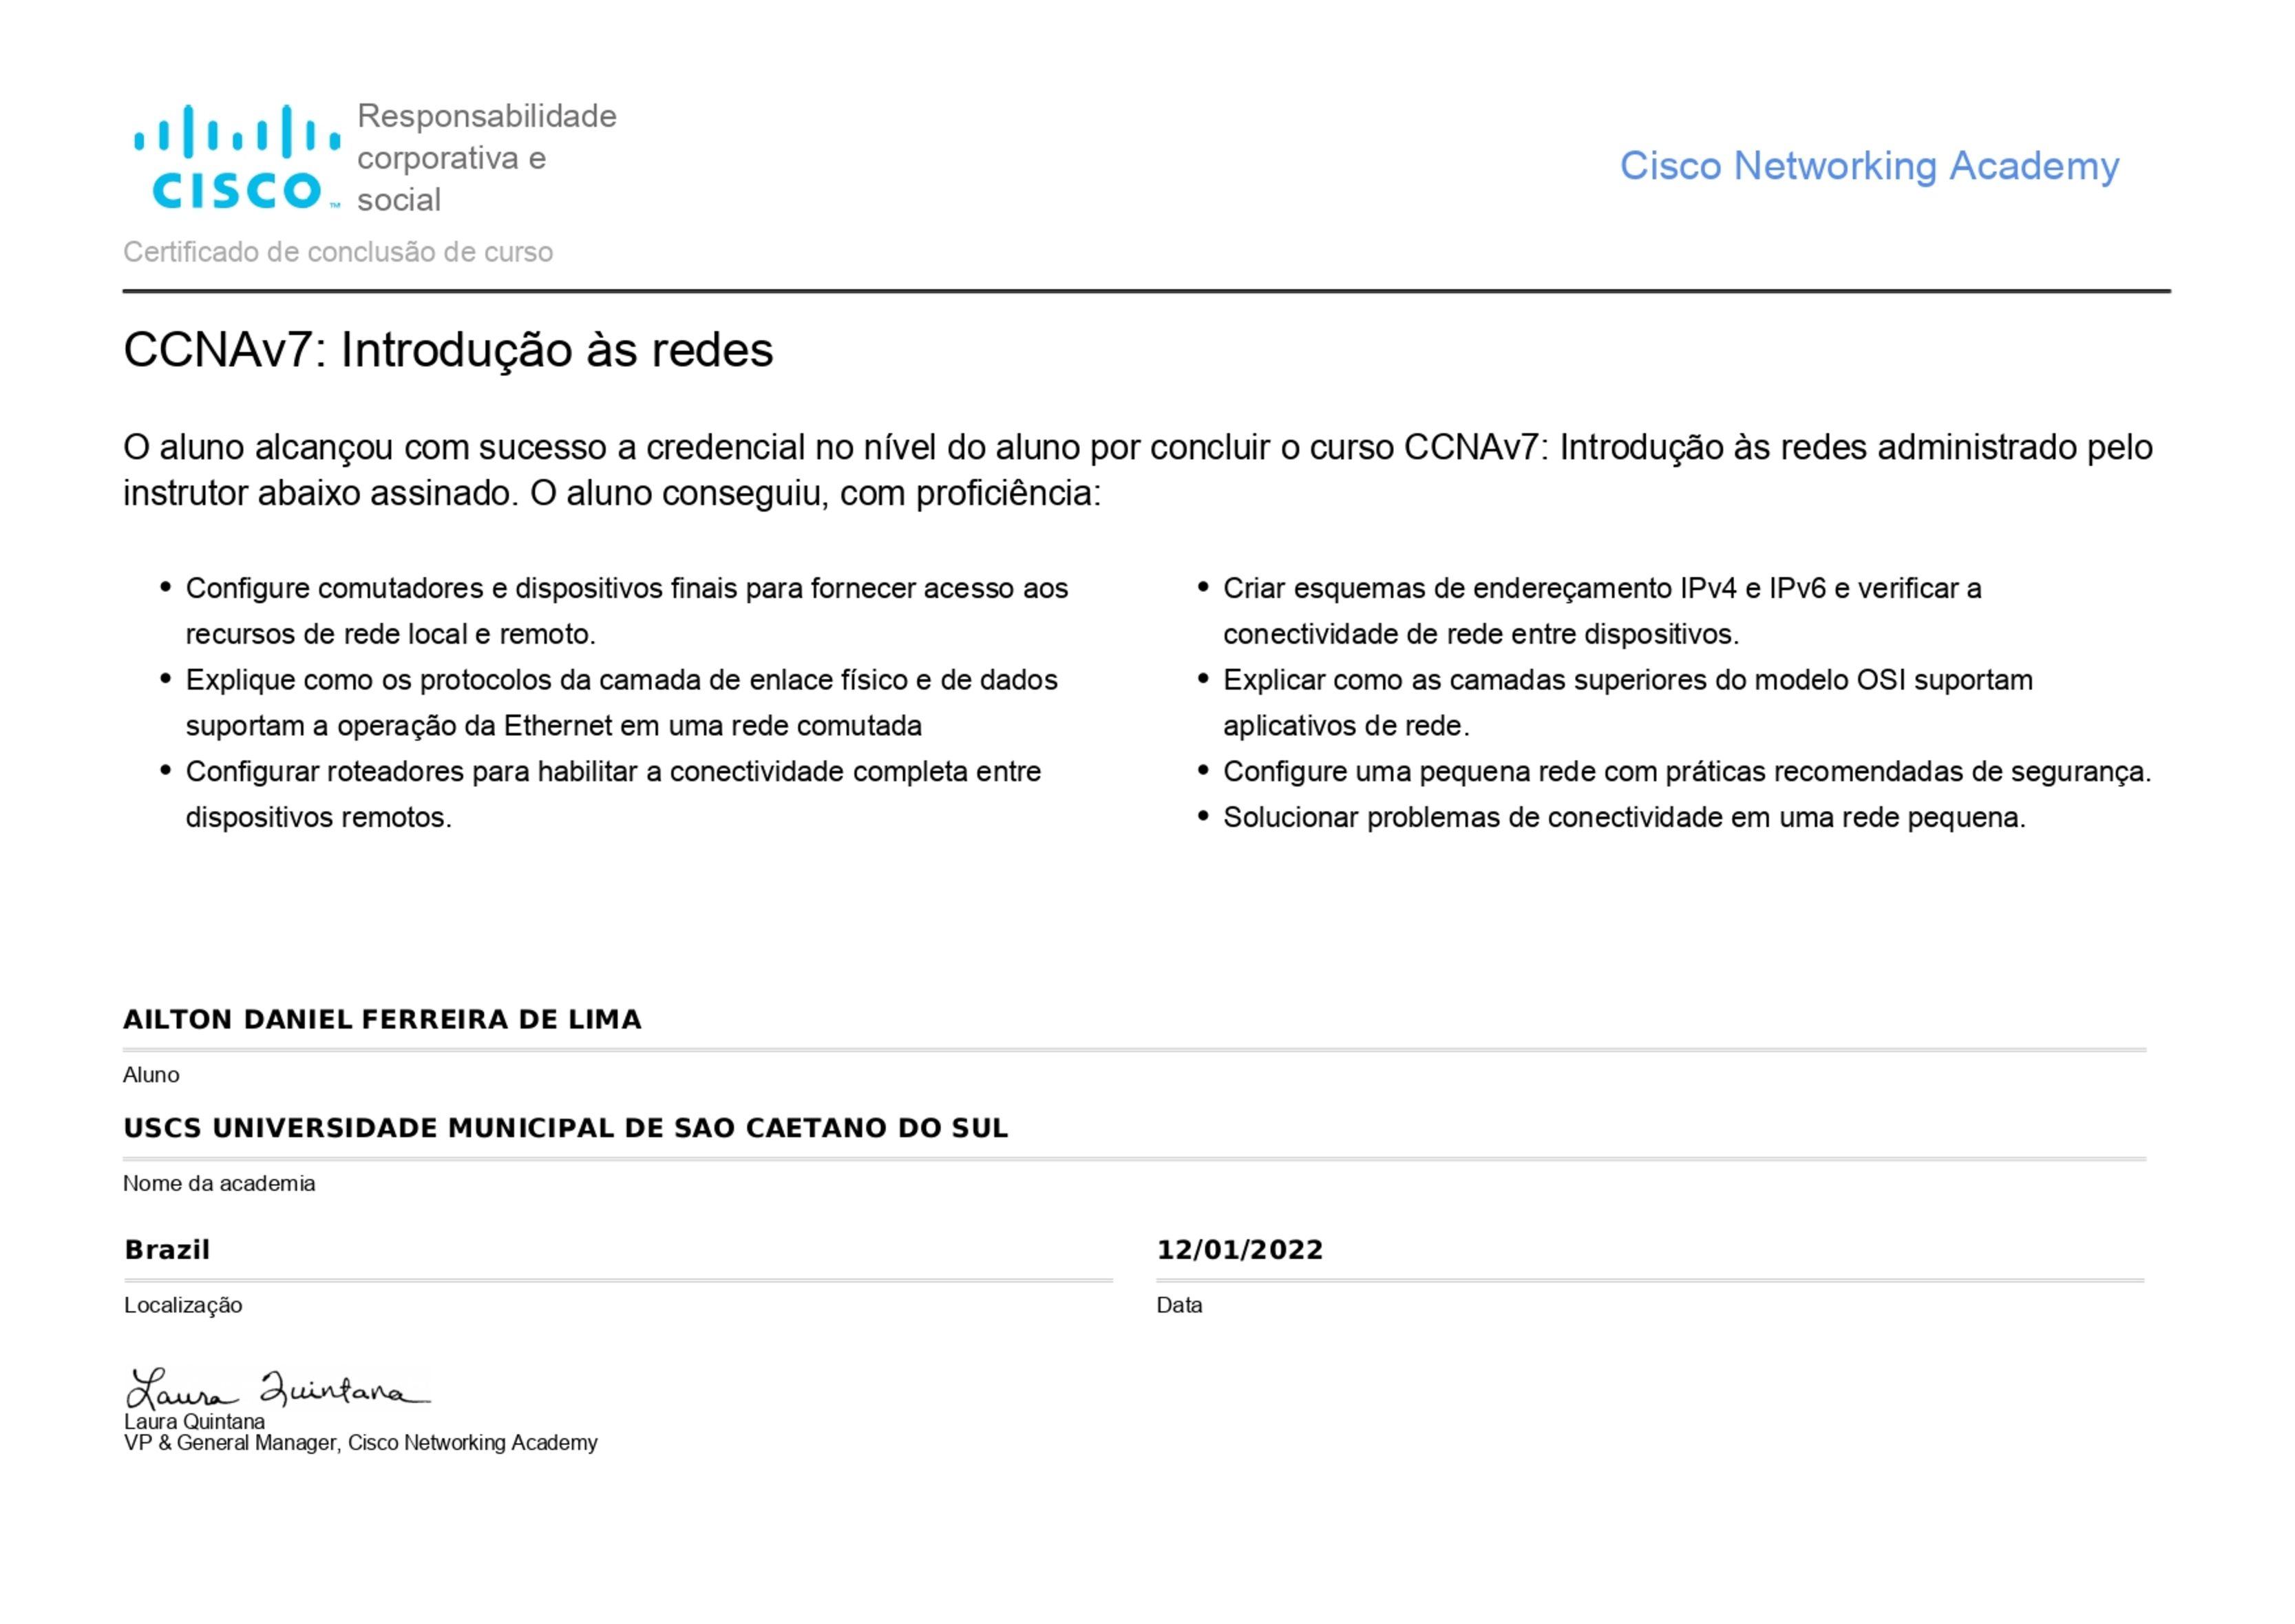 CISCO™
Responsabilidade
corporativa e
social
Cisco Networking Academy
Certificado de conclusão de curso
CCNAv7: Introdução às redes
O aluno alcançou com sucesso a credencial no nível do aluno por concluir o curso CCNAv7: Introdução às redes administrado pelo
instrutor abaixo assinado. O aluno conseguiu, com proficiência:
• Configure comutadores e dispositivos finais para fornecer acesso aos
recursos de rede local e remoto.
• Explique como os protocolos da camada de enlace físico e de dados
suportam a operação da Ethernet em uma rede comutada
• Configurar roteadores para habilitar a conectividade completa entre
dispositivos remotos.
• Criar esquemas de endereçamento IPv4 e IPv6 e verificar a
conectividade de rede entre dispositivos.
• Explicar como as camadas superiores do modelo OSI suportam
aplicativos de rede.
• Configure uma pequena rede com práticas recomendadas de segurança.
• Solucionar problemas de conectividade em uma rede pequena.
AILTON DANIEL FERREIRA DE LIMA
Aluno
USCS UNIVERSIDADE MUNICIPAL DE SAO CAETANO DO SUL
Nome da academia
Brazil
Localização
12/01/2022
Data
Laura Quintana
Laura Quintana
VP & General Manager, Cisco Networking Academy